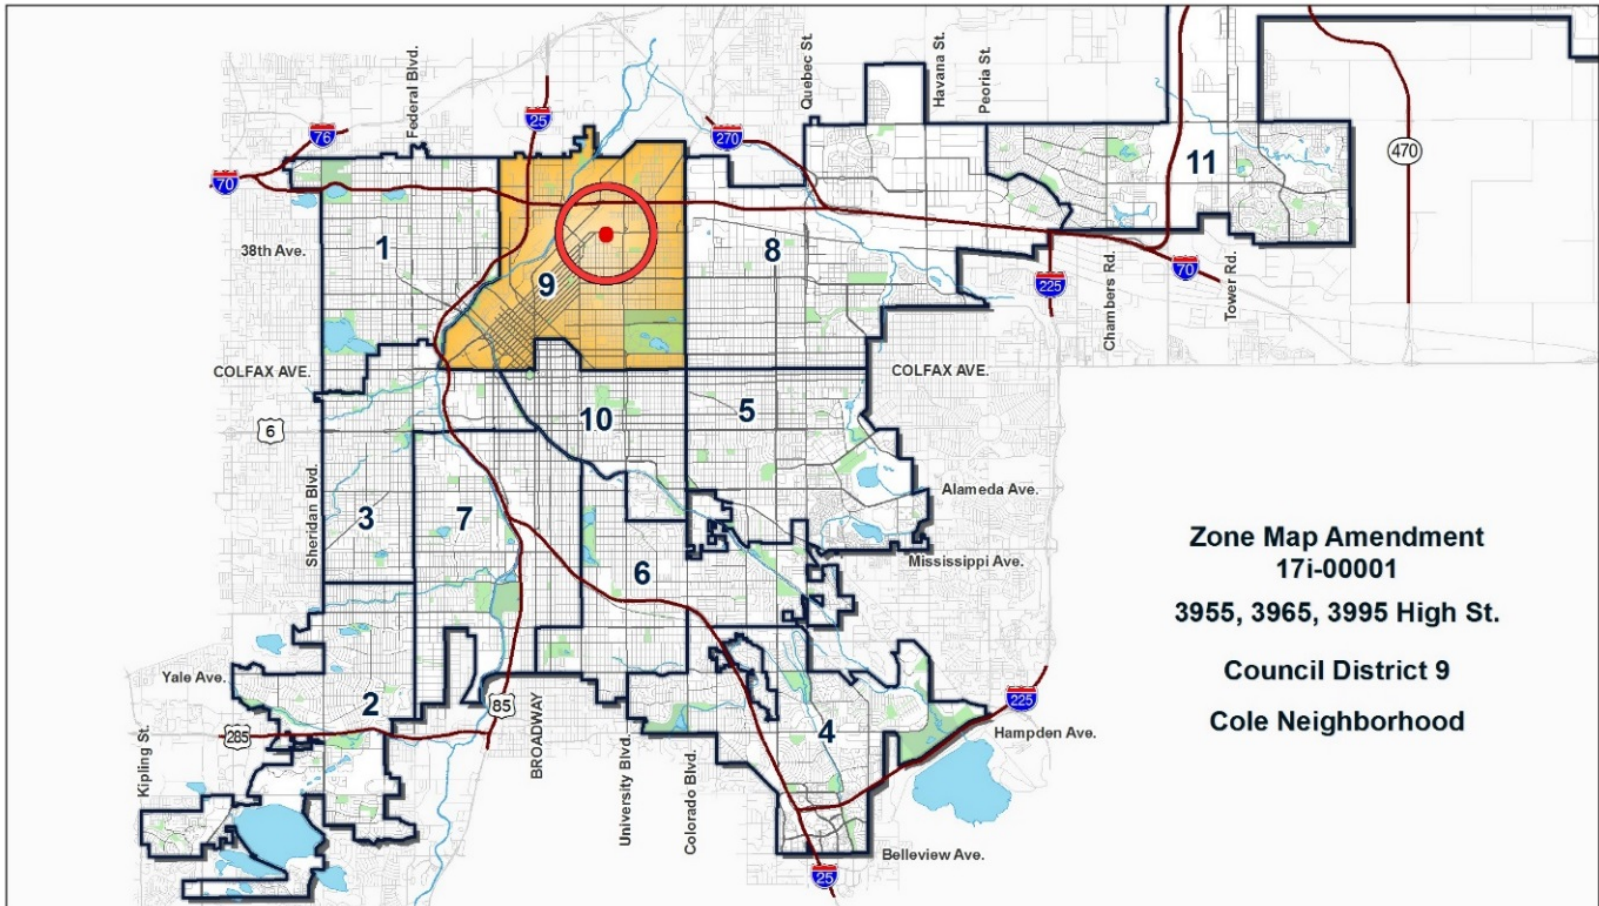 Federal Blvd.
Quebec St.
Havana St.
Peoria St.
76
25
270
70
11
470
38th Ave.
1
9
8
225
70
Chambers Rd.
Tower Rd.
COLFAX AVE.
COLFAX AVE.
6
10
5
Sheridan Blvd.
3
7
Alameda Ave.
6
Mississippi Ave.
Zone Map Amendment
17i-00001
3955, 3965, 3995 High St.
Council District 9
Cole Neighborhood
Yale Ave.
2
85
285
Kipling St.
BROADWAY
University Blvd.
Colorado Blvd.
4
225
Hampden Ave.
Belleview Ave.
25